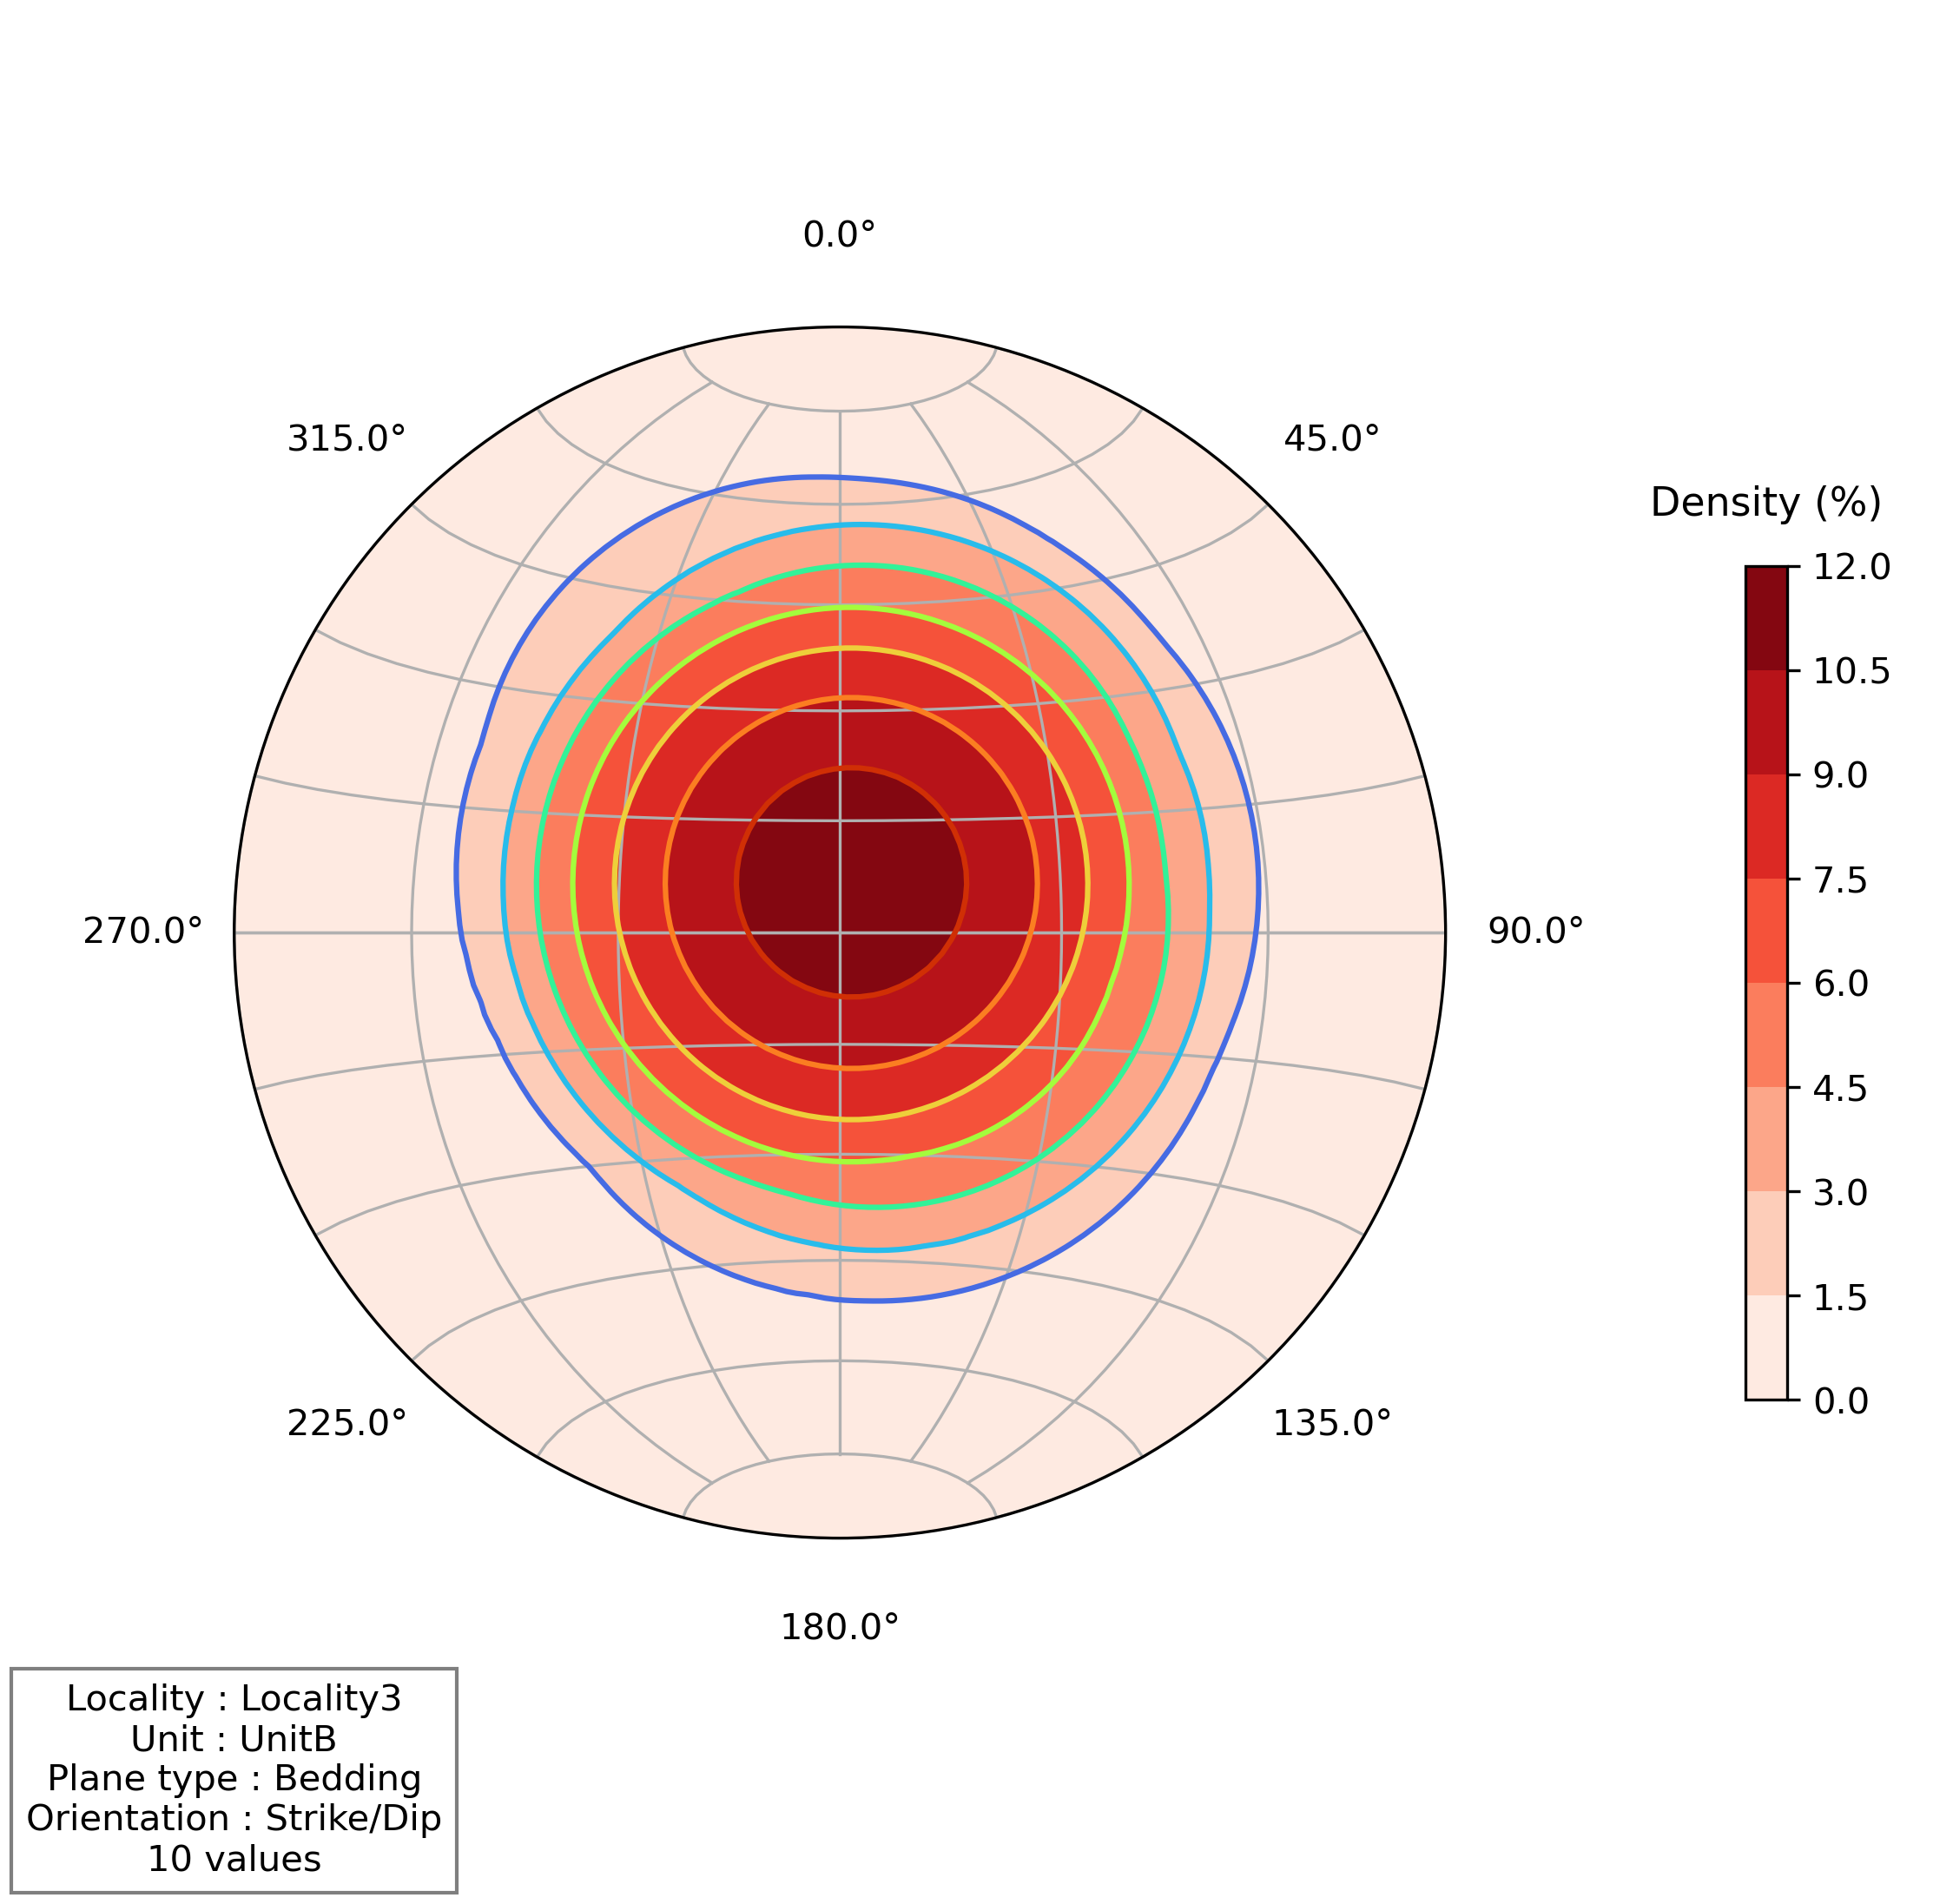 0.0°
315.0°
45.0°
Density (%)
12.0
10.5
9.0
7.5
6.0
4.5
3.0
1.5
0.0
270.0°
90.0°
225.0°
135.0°
180.0°
Locality : Locality3
Unit : UnitB
Plane type : Bedding
Orientation : Strike/Dip
10 values